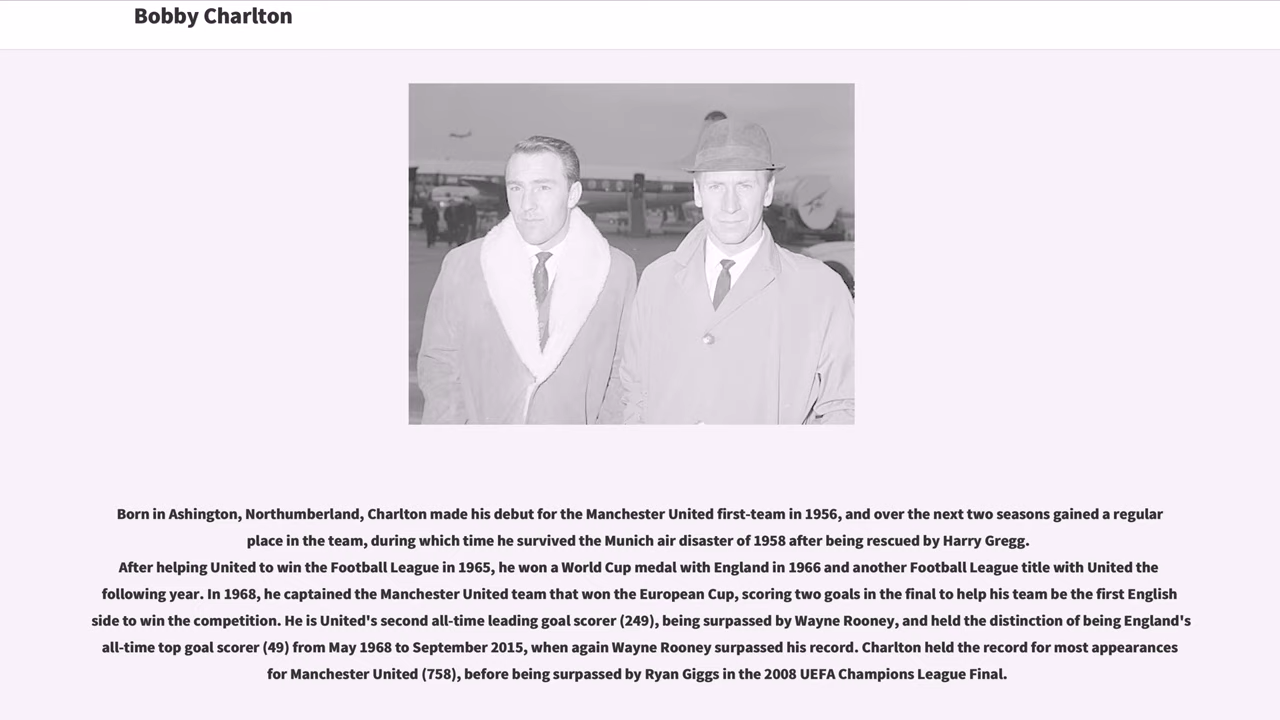 Bobby Charlton
Born in Ashington, Northumberland, Charlton made his debut for the Manchester United first-team in 1956, and over the next two seasons gained a regular
place in the team, during which time he survived the Munich air disaster of 1958 after being rescued by Harry Gregg.
After helping United to win the Football League in 1965, he won a World Cup medal with England in 1966 and another Football League title with United the
following year. In 1968, he captained the Manchester United team that won the European Cup, scoring two goals in the final to help his team be the first English
side to win the competition. He is United's second all-time leading goal scorer (249), being surpassed by Wayne Rooney, and held the distinction of being England's
all-time top goal scorer (49) from May 1968 to September 2015, when again Wayne Rooney surpassed his record. Charlton held the record for most appearances
for Manchester United (758), before being surpassed by Ryan Giggs in the 2008 UEFA Champions League Final.